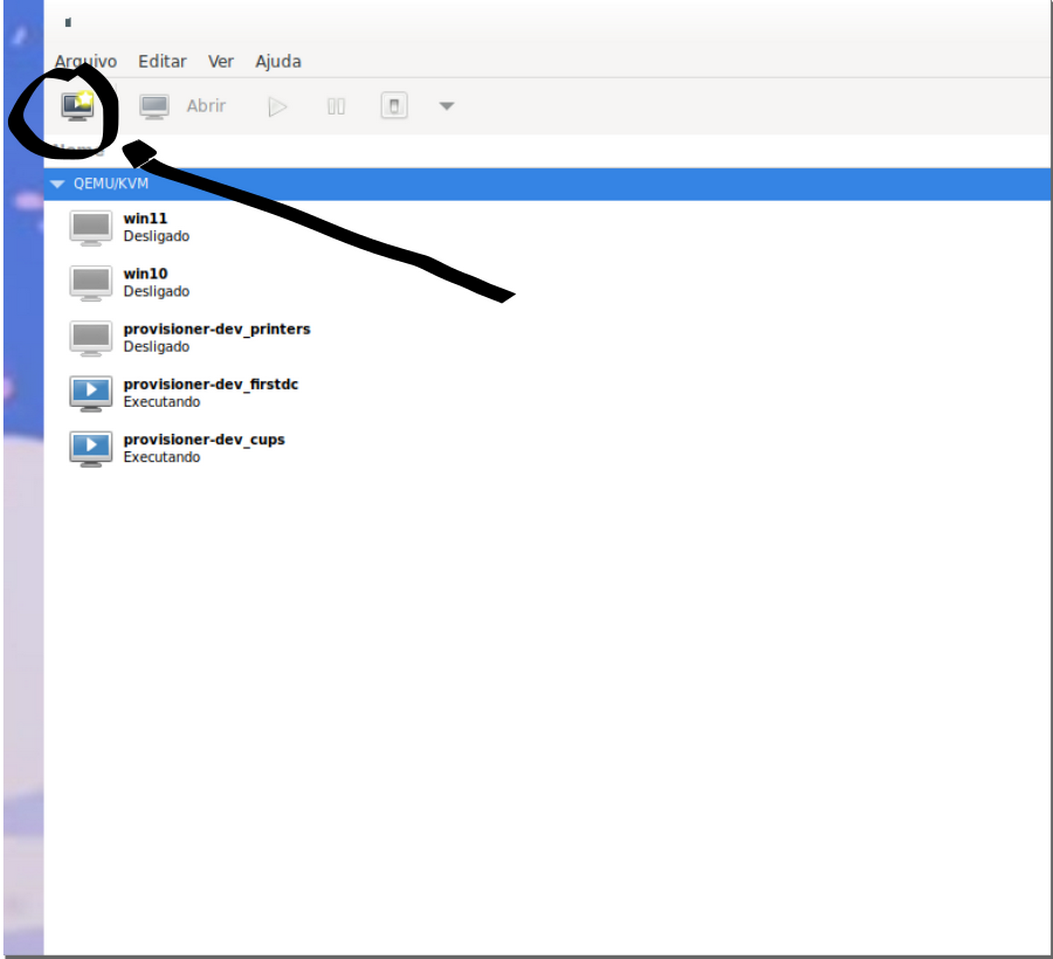 Arquivo Editar Ver Ajuda
Abrir
Nome
QEMU/KVM
win11
Desligado
win10
Desligado
provisioner-dev_printers
Desligado
provisioner-dev_firstdc
Executando
provisioner-dev_cups
Executando